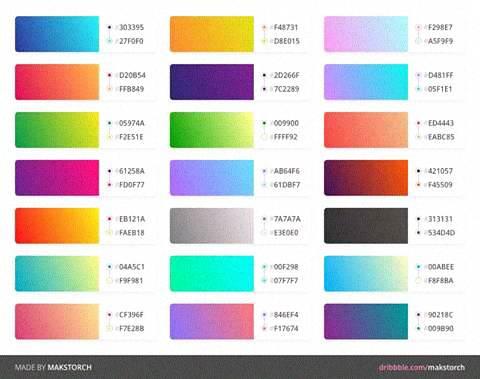 #303395
#27F0F0
#F48731
#D8E015
#F298E7
#A5F9F9
#D20B54
#FFB849
#2D266F
#7C2289
#D481FF
#05F1E1
#05974A
#F2E51E
#009900
#FFFF92
#ED4443
#EABC85
#61258A
#FD0F77
#AB64F6
#61DBF7
#421057
#F45509
#EB121A
#FAEB18
#7A7A7A
#E3E0E0
#313131
#534D4D
#04A5C1
#F9F981
#00F298
#07F7F7
#00ABEE
#F8F8BA
#CF396F
#F7E28B
#846EF4
#F17674
#90218C
#009B90
MADE BY MAKSTORCH
dribbble.com/makstorch